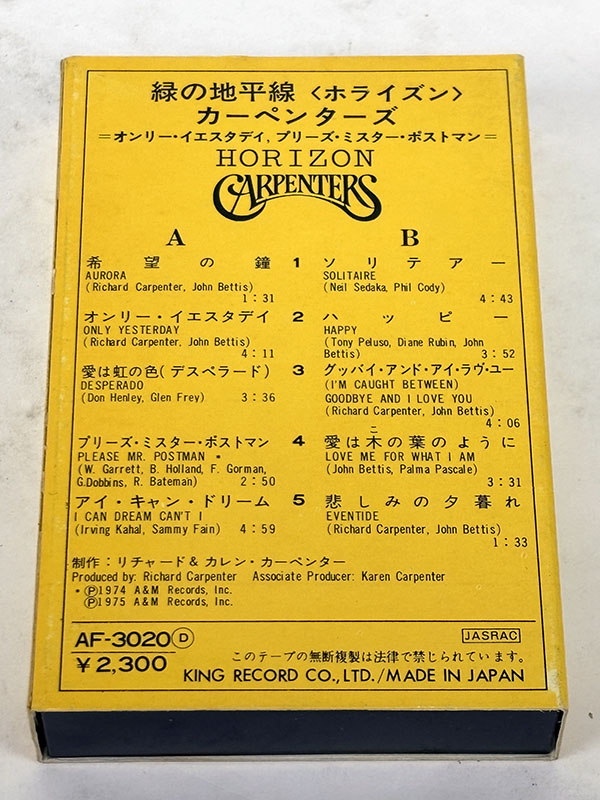 緑の地平線〈ホライズン〉
カーペンターズ
=オンリー・イエスタデイ, プリーズ・ミスター・ポストマン=
HORIZON
CARPENTERS
A
希望の鐘 1
AURORA
(Richard Carpenter, John Bettis)
1:31
オンリー・イエスタデイ 2
ONLY YESTERDAY
(Richard Carpenter, John Bettis)
4:11
愛は虹の色(デスペラード) 3
DESPERADO
(Don Henley, Glen Frey) 3:36
プリーズ・ミスター・ポストマン 4
PLEASE MR. POSTMAN *
(W. Garrett, B. Holland, F. Gorman,
G.Dobbins, R. Bateman) 2:50
アイ・キャン・ドリーム 5
I CAN DREAM CAN'T I
(Irving Kahal, Sammy Fain) 4:59
B
ソリテアー
SOLITAIRE
(Neil Sedaka, Phil Cody)
4:43
ハッピー
HAPPY
(Tony Peluso, Diane Rubin, John
Bettis) 3:52
グッバイ・アンド・アイ・ラヴ・ユー
(I'M CAUGHT BETWEEN)
GOODBYE AND I LOVE YOU
(Richard Carpenter, John Bettis)
4:06
こ
愛は木の葉のように
LOVE ME FOR WHAT I AM
(John Bettis, Palma Pascale)
3:31
悲しみの夕暮れ
EVENTIDE
(Richard Carpenter, John Bettis)
1:33
制作:リチャード&カレン・カーペンター
Produced by: Richard Carpenter Associate Producer: Karen Carpenter
*Ⓟ1974 A&M Records, Inc.
Ⓟ1975 A&M Records, Inc.
AF-3020Ⓓ
¥2,300
JASRAC
このテープの無断複製は法律で禁じられています。
KING RECORD CO.,LTD./MADE IN JAPAN